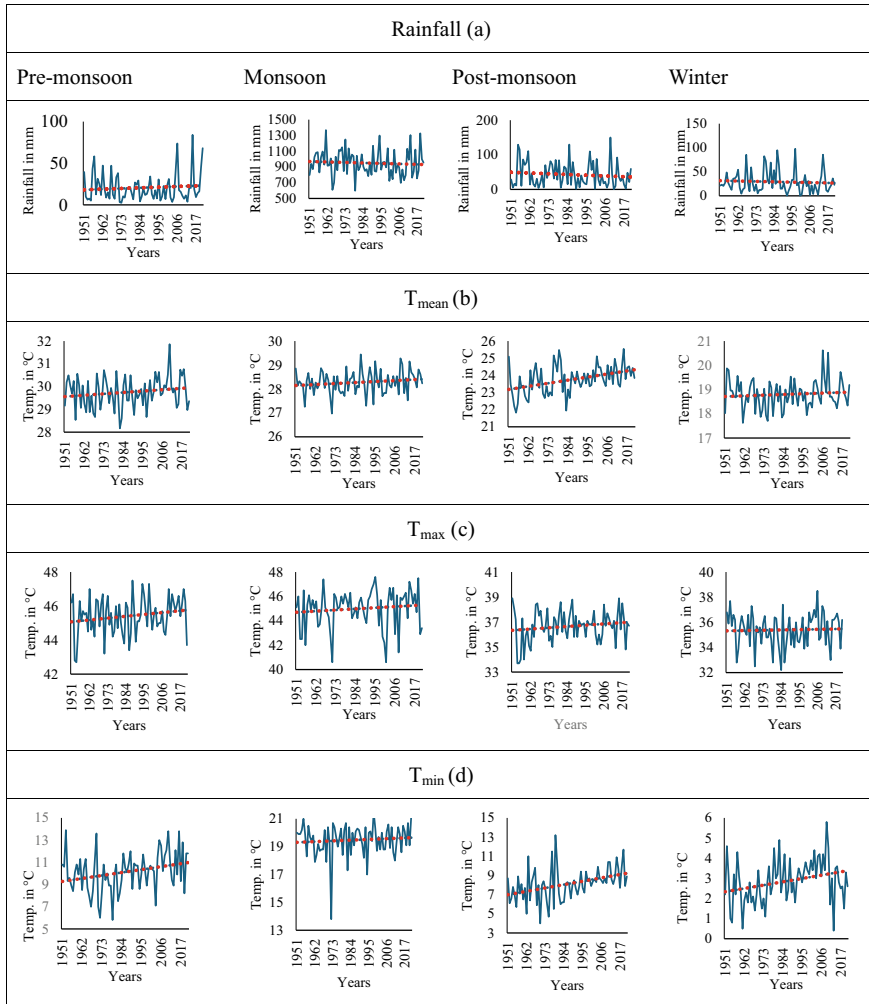 Rainfall (a)
Pre-monsoon Monsoon Post-monsoon Winter
Rainfall in mm
100
50
0
1951 1962 1973 1984 1995 2006 2017
Years
Rainfall in mm
1500
1300
1100
900
700
500
1951 1962 1973 1984 1995 2006 2017
Years
Rainfall in mm
200
100
0
1951 1962 1973 1984 1995 2006 2017
Years
Rainfall in mm
150
100
50
0
1951 1962 1973 1984 1995 2006 2017
Years
Tmean (b)
Temp. in °C
32
31
30
29
28
1951 1962 1973 1984 1995 2006 2017
Years
Temp. in °C
30
28
26
1951 1962 1973 1984 1995 2006 2017
Years
Temp. in °C
26
25
24
23
22
21
1951 1962 1973 1984 1995 2006 2017
Years
Temp. in °C
21
20
19
18
17
1951 1962 1973 1984 1995 2006 2017
Years
Tmax (c)
Temp. in °C
48
46
44
42
1951 1962 1973 1984 1995 2006 2017
Years
Temp. in °C
48
46
44
42
40
1951 1962 1973 1984 1995 2006 2017
Years
Temp. in °C
39
37
35
33
1951 1962 1973 1984 1995 2006 2017
Years
Temp. in °C
40
38
36
34
32
1951 1962 1973 1984 1995 2006 2017
Years
Tmin (d)
Temp. in °C
15
13
11
9
7
5
1951 1962 1973 1984 1995 2006 2017
Years
Temp. in °C
21
19
17
15
13
1951 1962 1973 1984 1995 2006 2017
Years
Temp. in °C
15
13
11
9
7
5
3
1951 1962 1973 1984 1995 2006 2017
Years
Temp. in °C
6
5
4
3
2
1
0
1951 1962 1973 1984 1995 2006 2017
Years